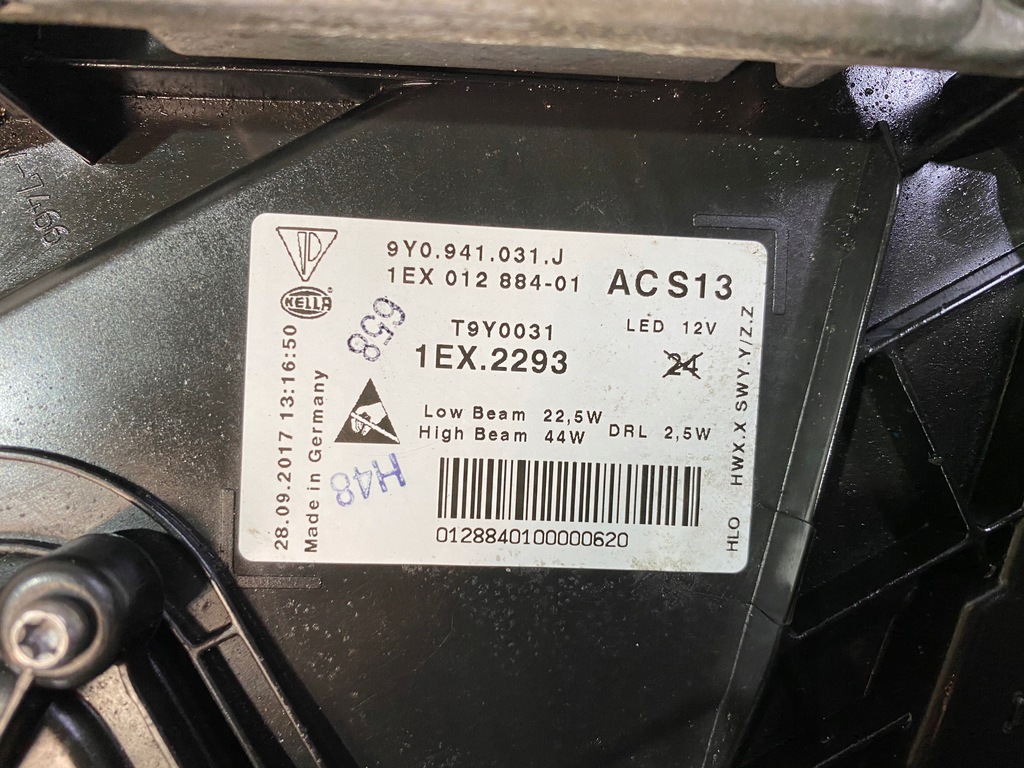 9Y0.941.031.J
1EX 012 884-01
ACS13
HELLA
T9Y0031
1EX.2293
LED 12V
24
658
Low Beam 22,5W
High Beam 44W
DRL 2,5W
H48
0128840100000620
28.09.2017 13:16:50
Made in Germany
HLO HWX.X SWY.Y/Z.Z